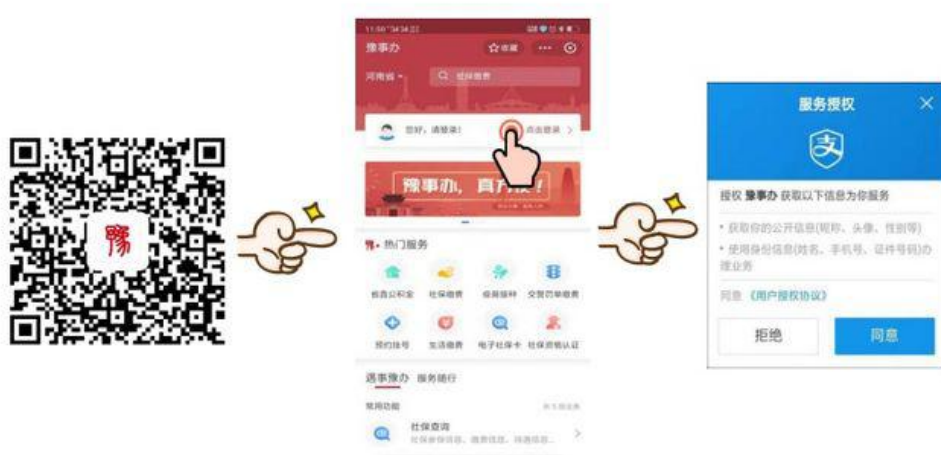 豫
豫事办
收藏
河南省
社保缴费
您好，请登录！
点击登录 >
豫事办，真方便！
热门服务
省直公积金 社保缴费 疫苗接种 交警罚单缴费
预约挂号 生活缴费 电子社保卡 社保资格认证
遇事豫办 服务随行
常用功能
社保查询
服务授权
支
授权 豫事办 获取以下信息为你服务
• 获取你的公开信息(昵称、头像、性别等)
• 使用身份信息(姓名、手机号、证件号码)办
理业务
同意 《用户授权协议》
拒绝 同意